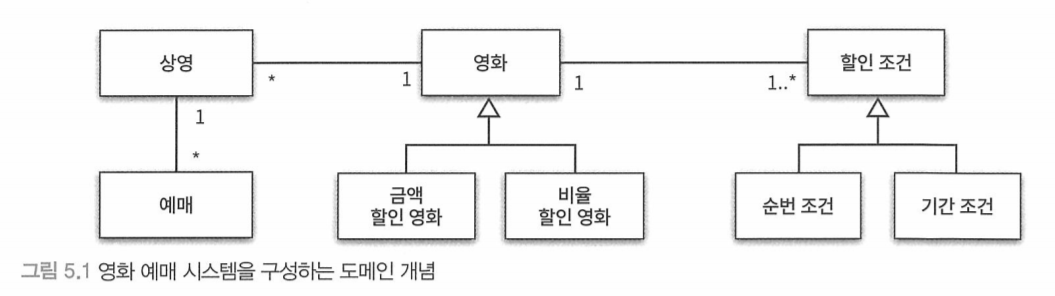 상영
영화
할인 조건
*
1
1
1..*
1
*
예매
금액
할인 영화
비율
할인 영화
순번 조건
기간 조건
그림 5.1 영화 예매 시스템을 구성하는 도메인 개념